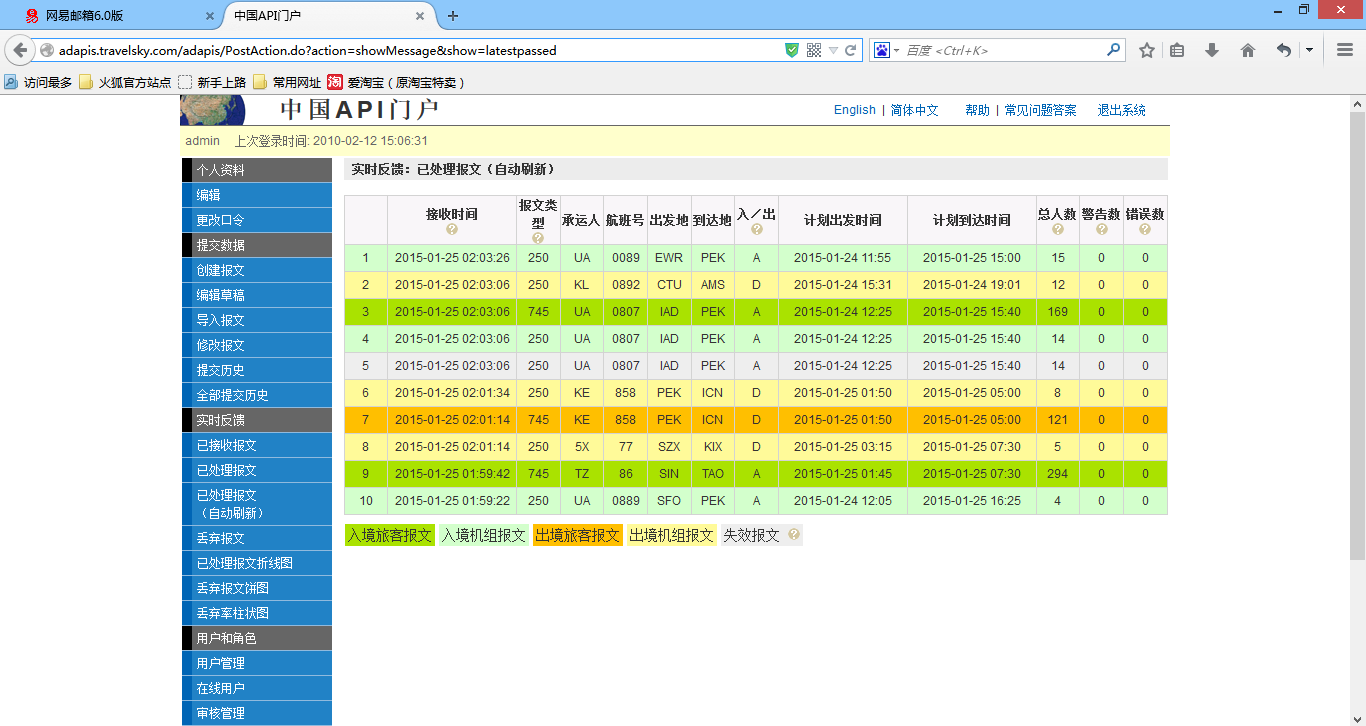 网易邮箱6.0版
中国API门户
adapis.travelsky.com/adapis/PostAction.do?action=showMessage&show=latestpassed
百度 <Ctrl+K>
访问最多 火狐官方站点 新手上路 常用网址 淘 爱淘宝（原淘宝特卖）
中国API门户
English | 简体中文 帮助 | 常见问题答案 退出系统
admin 上次登录时间: 2010-02-12 15:06:31
个人资料
编辑
更改口令
提交数据
创建报文
编辑草稿
导入报文
修改报文
提交历史
全部提交历史
实时反馈
已接收报文
已处理报文
已处理报文
（自动刷新）
丢弃报文
已处理报文折线图
丢弃报文饼图
丢弃率柱状图
用户和角色
用户管理
在线用户
审核管理
实时反馈：已处理报文（自动刷新）
接收时间 报文类型 承运人 航班号 出发地 到达地 入／出 计划出发时间 计划到达时间 总人数 警告数 错误数
1 2015-01-25 02:03:26 250 UA 0089 EWR PEK A 2015-01-24 11:55 2015-01-25 15:00 15 0 0
2 2015-01-25 02:03:06 250 KL 0892 CTU AMS D 2015-01-24 15:31 2015-01-24 19:01 12 0 0
3 2015-01-25 02:03:06 745 UA 0807 IAD PEK A 2015-01-24 12:25 2015-01-25 15:40 169 0 0
4 2015-01-25 02:03:06 250 UA 0807 IAD PEK A 2015-01-24 12:25 2015-01-25 15:40 14 0 0
5 2015-01-25 02:03:06 250 UA 0807 IAD PEK A 2015-01-24 12:25 2015-01-25 15:40 14 0 0
6 2015-01-25 02:01:34 250 KE 858 PEK ICN D 2015-01-25 01:50 2015-01-25 05:00 8 0 0
7 2015-01-25 02:01:14 745 KE 858 PEK ICN D 2015-01-25 01:50 2015-01-25 05:00 121 0 0
8 2015-01-25 02:01:14 250 5X 77 SZX KIX D 2015-01-25 03:15 2015-01-25 07:30 5 0 0
9 2015-01-25 01:59:42 745 TZ 86 SIN TAO A 2015-01-25 01:45 2015-01-25 07:30 294 0 0
10 2015-01-25 01:59:22 250 UA 0889 SFO PEK A 2015-01-24 12:05 2015-01-25 16:25 4 0 0
入境旅客报文 入境机组报文 出境旅客报文 出境机组报文 失效报文